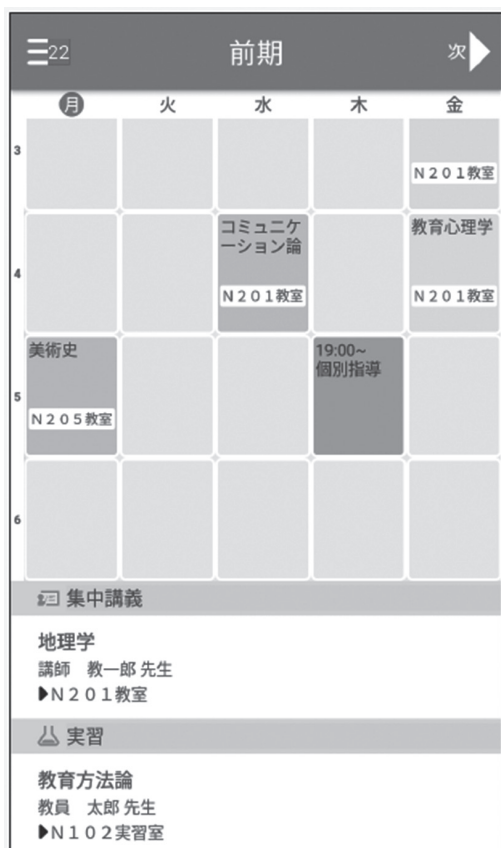 22
前期
次
月 火 水 木 金
3
N201教室
4
コミュニケ
ーション論
N201教室
教育心理学
N201教室
5
美術史
N205教室
19:00~
個別指導
6
集中講義
地理学
講師 教一郎 先生
▶N201教室
実習
教育方法論
教員 太郎 先生
▶N102実習室